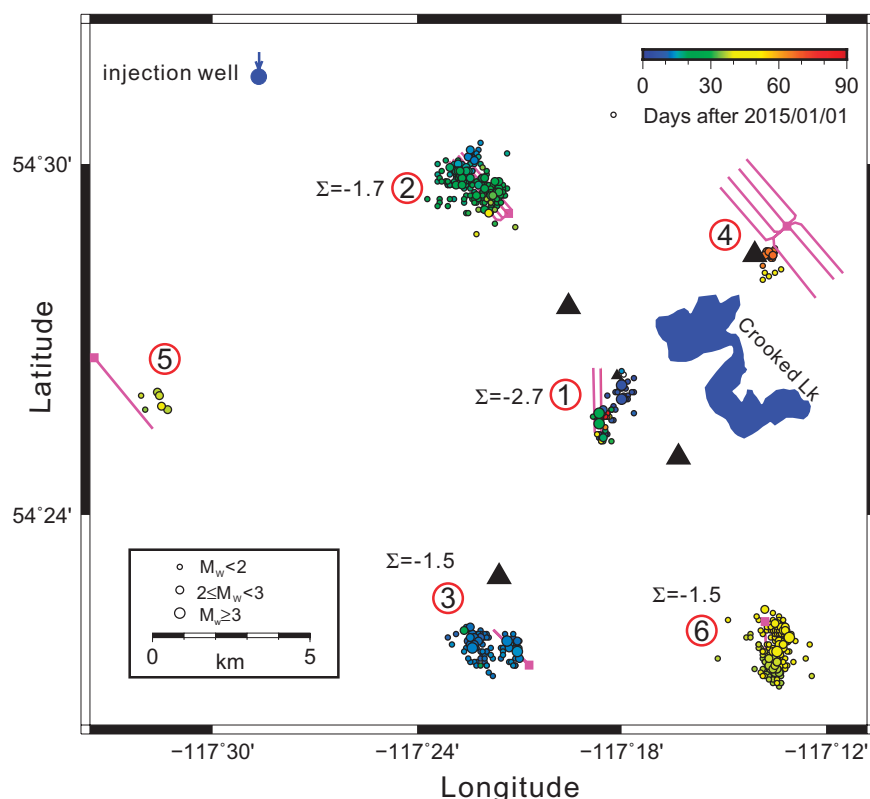 injection well
0 30 60 90
Days after 2015/01/01
54°30'
Σ=-1.7 2
4
Crooked Lk
5
Latitude
Σ=-2.7 1
54°24'
Mw<2
2≤Mw<3
Mw≥3
0 5
km
Σ=-1.5
3
Σ=-1.5
6
−117°30' −117°24' −117°18' −117°12'
Longitude